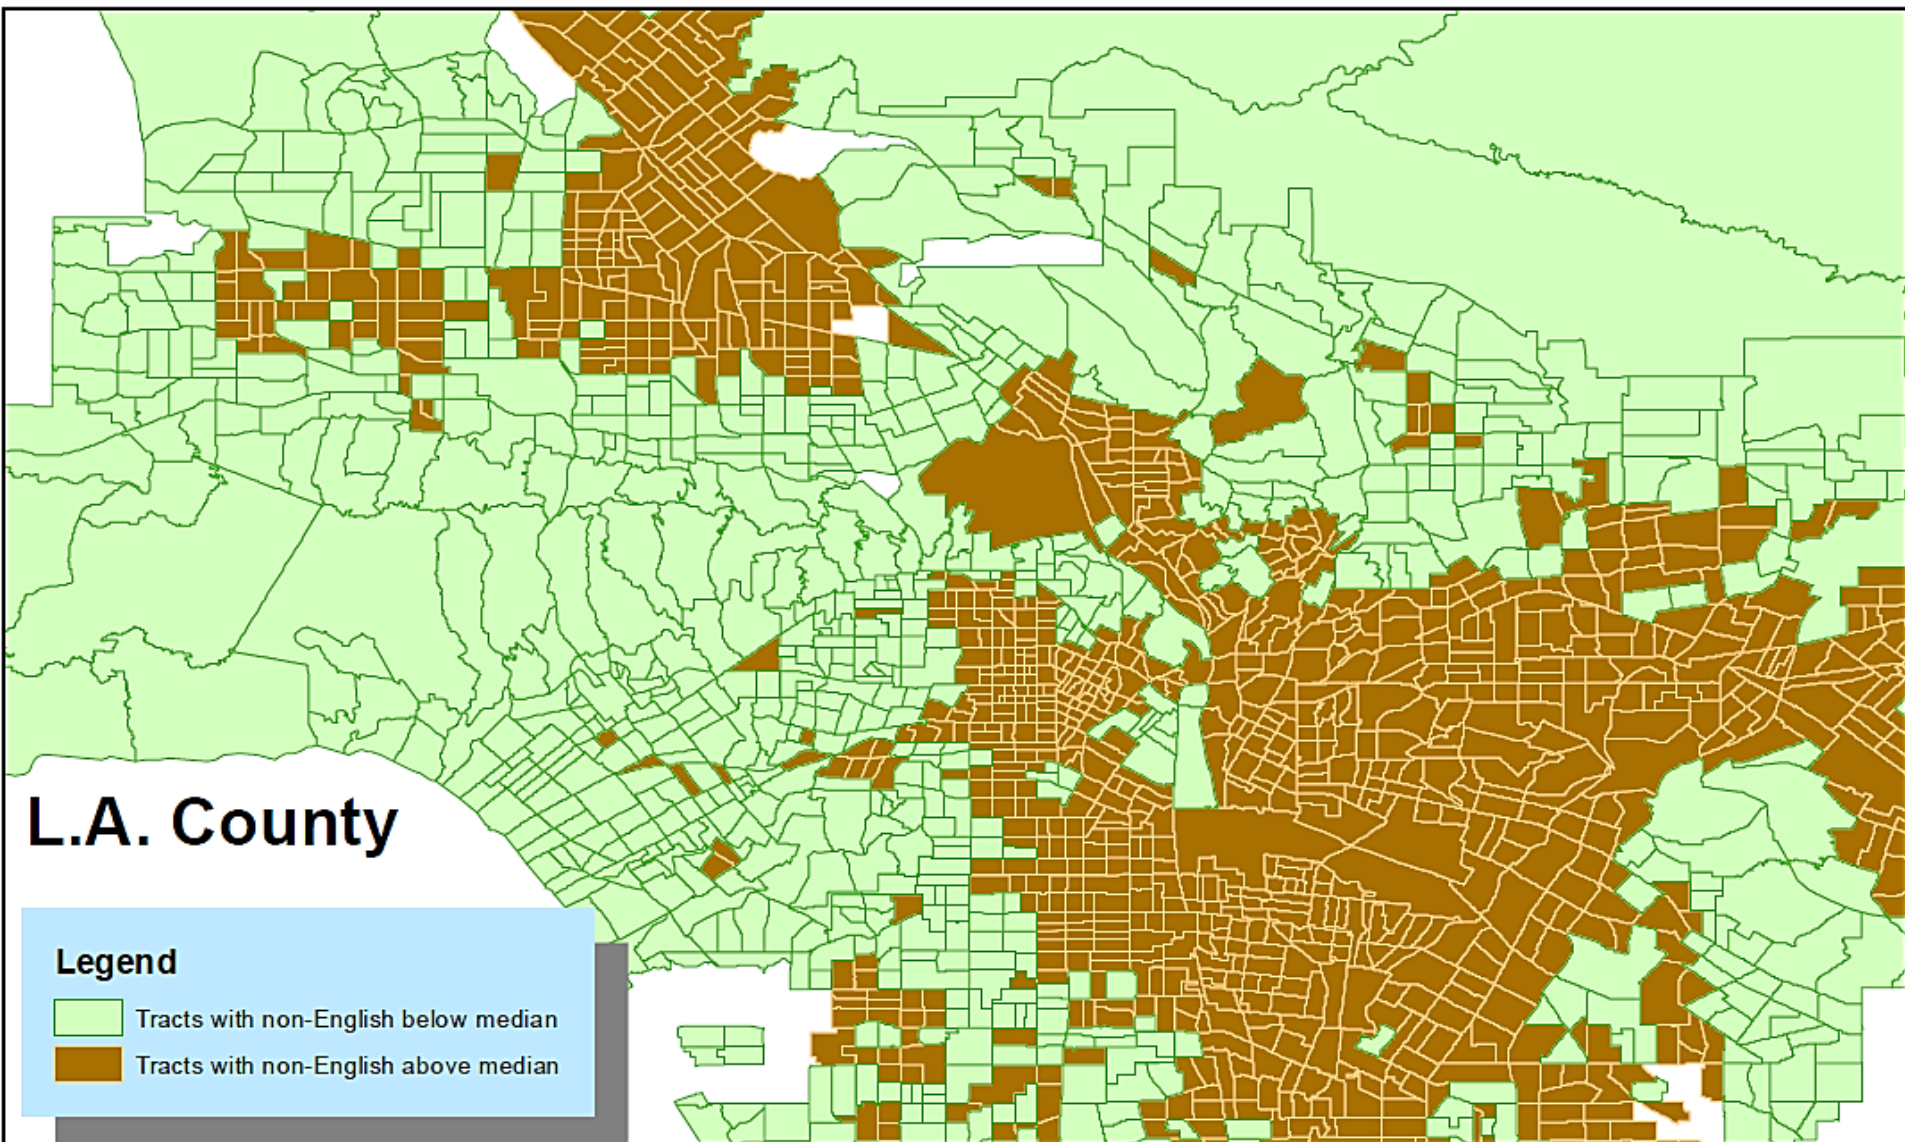 L.A. County
Legend
Tracts with non-English below median
Tracts with non-English above median